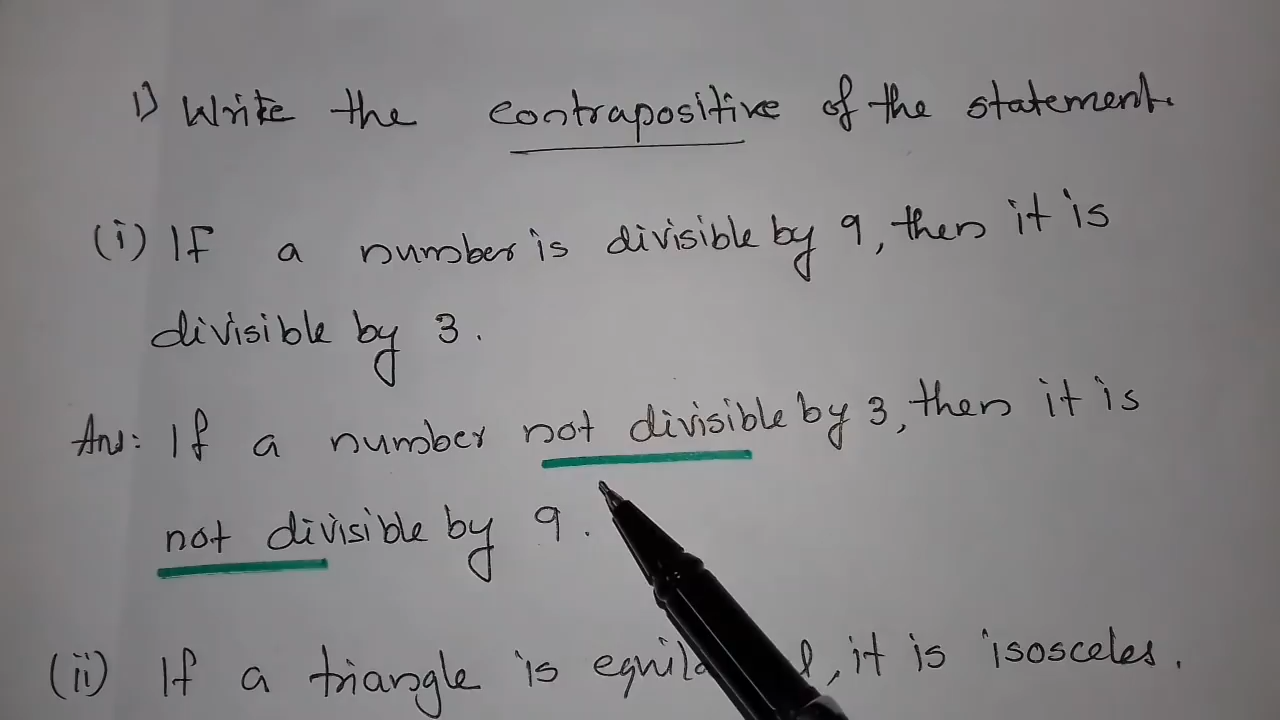 1) Write the contrapositive of the statement.
(i) If a number is divisible by 9, then it is
divisible by 3.
Ans: If a number not divisible by 3, then it is
not divisible by 9.
(ii) If a triangle is , it is isosceles.